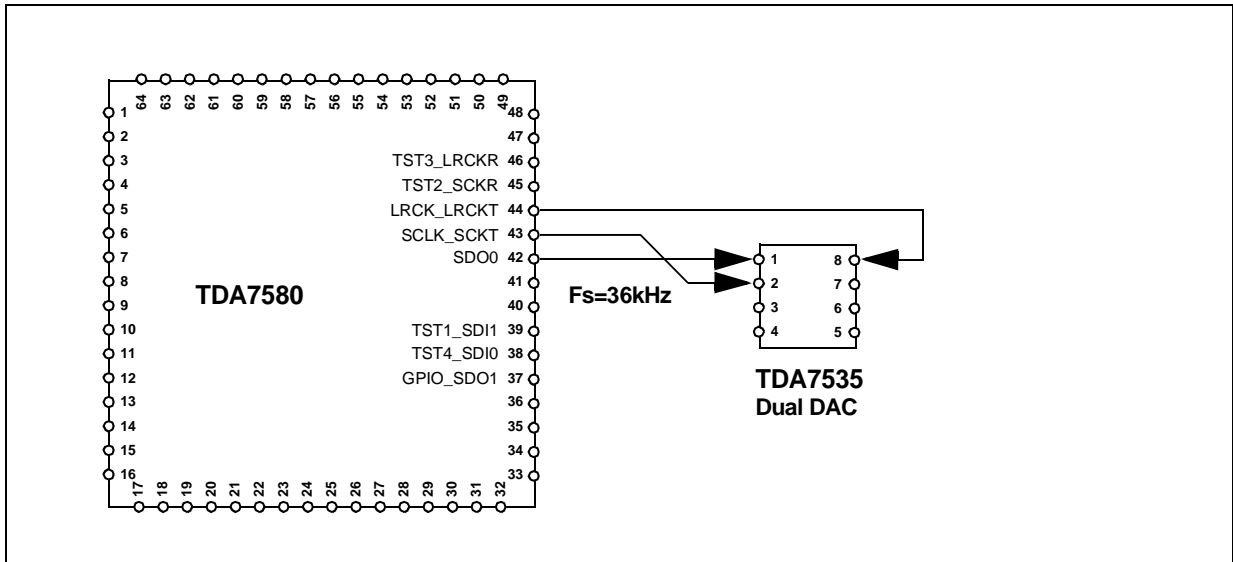 64 63 62 61 60 59 58 57 56 55 54 53 52 51 50 49
1 48
2 47
3 TST3_LRCKR 46
4 TST2_SCKR 45
5 LRCK_LRCKT 44
6 SCLK_SCKT 43
7 SDO0 42 1 8
8 41 2 7
9 TDA7580 40 Fs=36kHz 3 6
10 TST1_SDI1 39 4 5
11 TST4_SDI0 38
12 GPIO_SDO1 37 TDA7535
13 36 Dual DAC
14 35
15 34
16 33
17 18 19 20 21 22 23 24 25 26 27 28 29 30 31 32